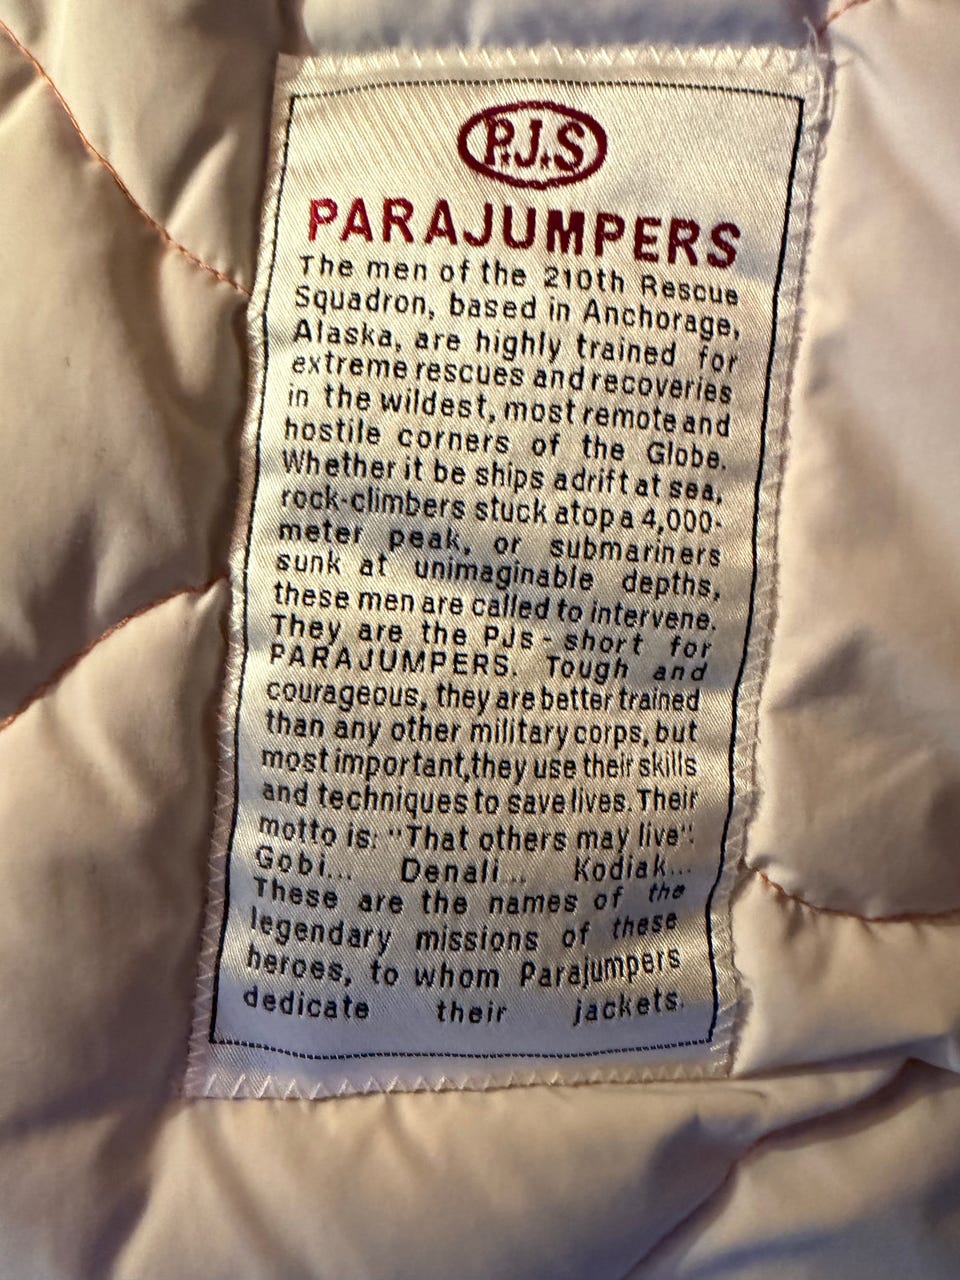 P.J.S
PARAJUMPERS
The men of the 210th Rescue
Squadron, based in Anchorage,
Alaska, are highly trained for
extreme rescues and recoveries
in the wildest, most remote and
hostile corners of the Globe.
Whether it be ships adrift at sea,
rock-climbers stuck atop a 4,000-
meter peak, or submariners
sunk at unimaginable depths,
these men are called to intervene.
They are the PJs - short for
PARAJUMPERS. Tough and
courageous, they are better trained
than any other military corps, but
most important, they use their skills
and techniques to save lives. Their
motto is: "That others may live".
Gobi... Denali... Kodiak...
These are the names of the
legendary missions of these
heroes, to whom Parajumpers
dedicate their jackets.